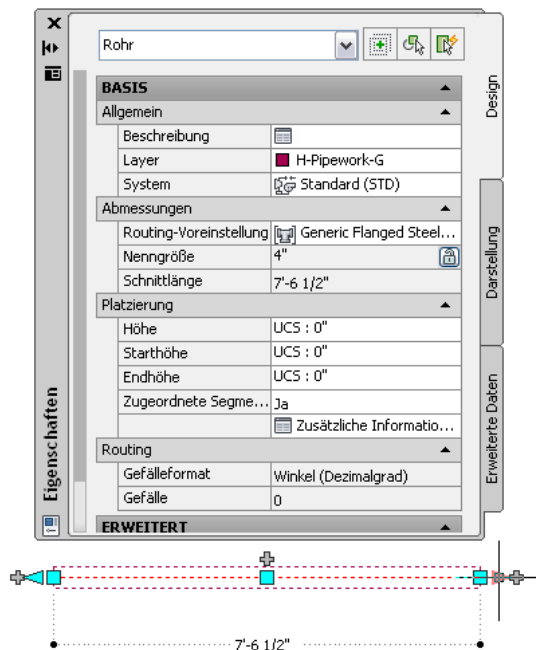 Rohr
BASIS
Allgemein
Beschreibung
Layer H-Pipework-G
System Standard (STD)
Abmessungen
Routing-Voreinstellung Generic Flanged Steel...
Nenngröße 4"
Schnittlänge 7'-6 1/2"
Platzierung
Höhe UCS : 0"
Starthöhe UCS : 0"
Endhöhe UCS : 0"
Zugeordnete Segme... Ja
Zusätzliche Informatio...
Routing
Gefälleformat Winkel (Dezimalgrad)
Gefälle 0
ERWEITERT
Eigenschaften
Design
Darstellung
Erweiterte Daten
7'-6 1/2"